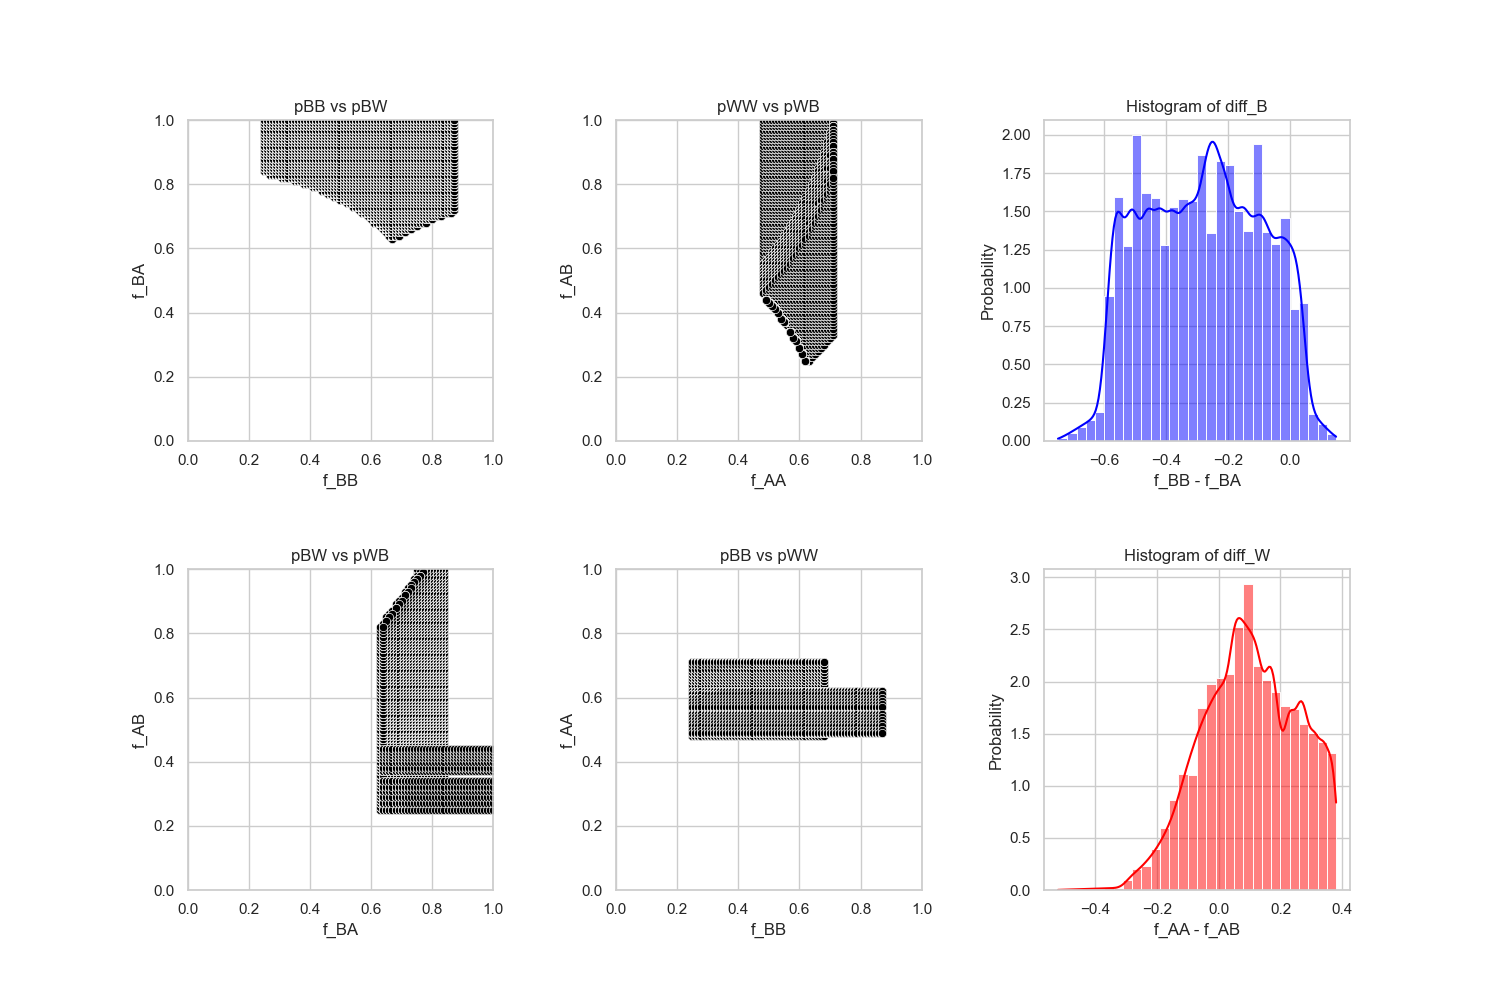 pBB vs pBW
1.0
0.8
0.6
0.4
0.2
0.0
f_BA
0.0 0.2 0.4 0.6 0.8 1.0
f_BB
pWW vs pWB
1.0
0.8
0.6
0.4
0.2
0.0
f_AB
0.0 0.2 0.4 0.6 0.8 1.0
f_AA
Histogram of diff_B
2.00
1.75
1.50
1.25
1.00
0.75
0.50
0.25
0.00
Probability
−0.6 −0.4 −0.2 0.0
f_BB - f_BA
pBW vs pWB
1.0
0.8
0.6
0.4
0.2
0.0
f_AB
0.0 0.2 0.4 0.6 0.8 1.0
f_BA
pBB vs pWW
1.0
0.8
0.6
0.4
0.2
0.0
f_AA
0.0 0.2 0.4 0.6 0.8 1.0
f_BB
Histogram of diff_W
3.0
2.5
2.0
1.5
1.0
0.5
0.0
Probability
−0.4 −0.2 0.0 0.2 0.4
f_AA - f_AB